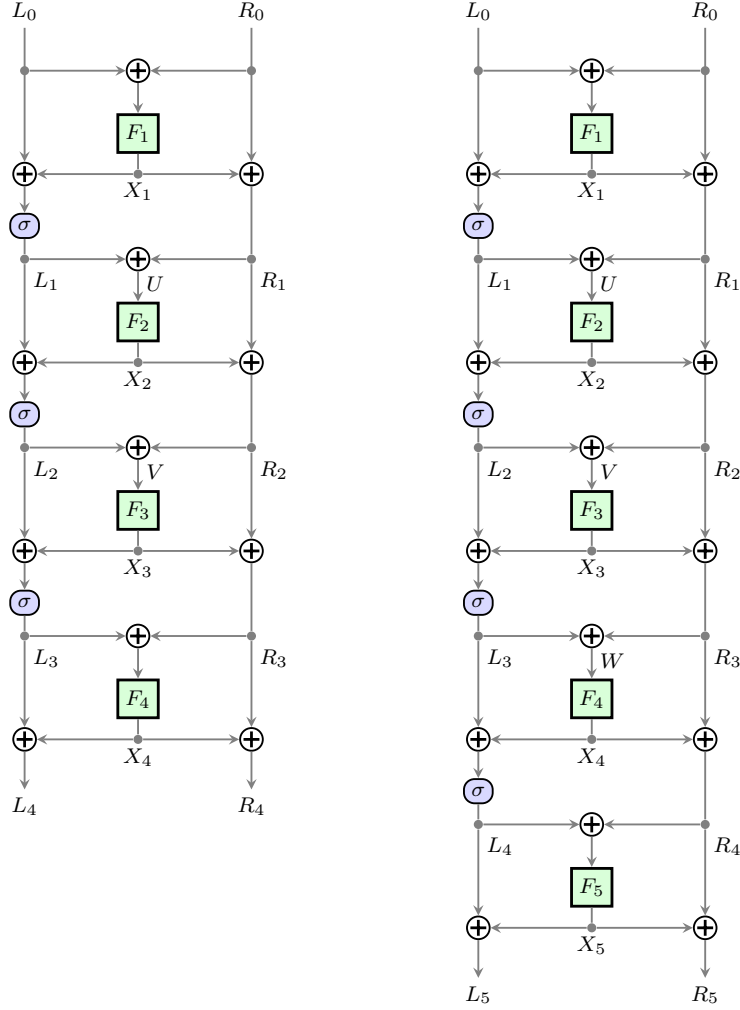 L₀ R₀ L₀ R₀
F₁ F₁
X₁ X₁
σ σ
L₁ U R₁ L₁ U R₁
F₂ F₂
X₂ X₂
σ σ
L₂ V R₂ L₂ V R₂
F₃ F₃
X₃ X₃
σ σ
L₃ R₃ L₃ W R₃
F₄ F₄
X₄ X₄
σ
L₄ R₄ L₄ R₄
F₅
X₅
L₅ R₅